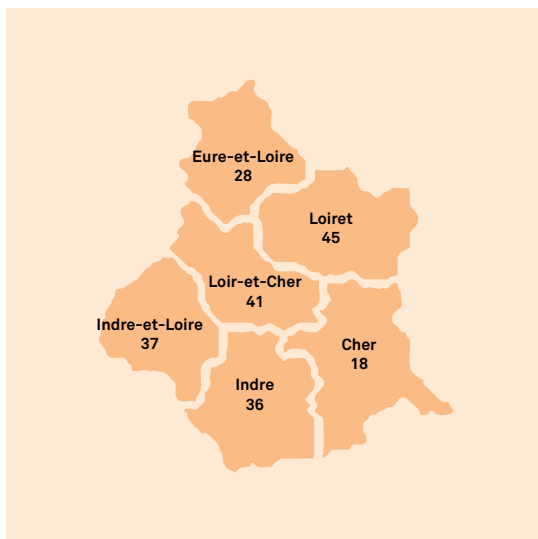 Eure-et-Loire
28
Loiret
45
Loir-et-Cher
41
Indre-et-Loire
37
Cher
18
Indre
36